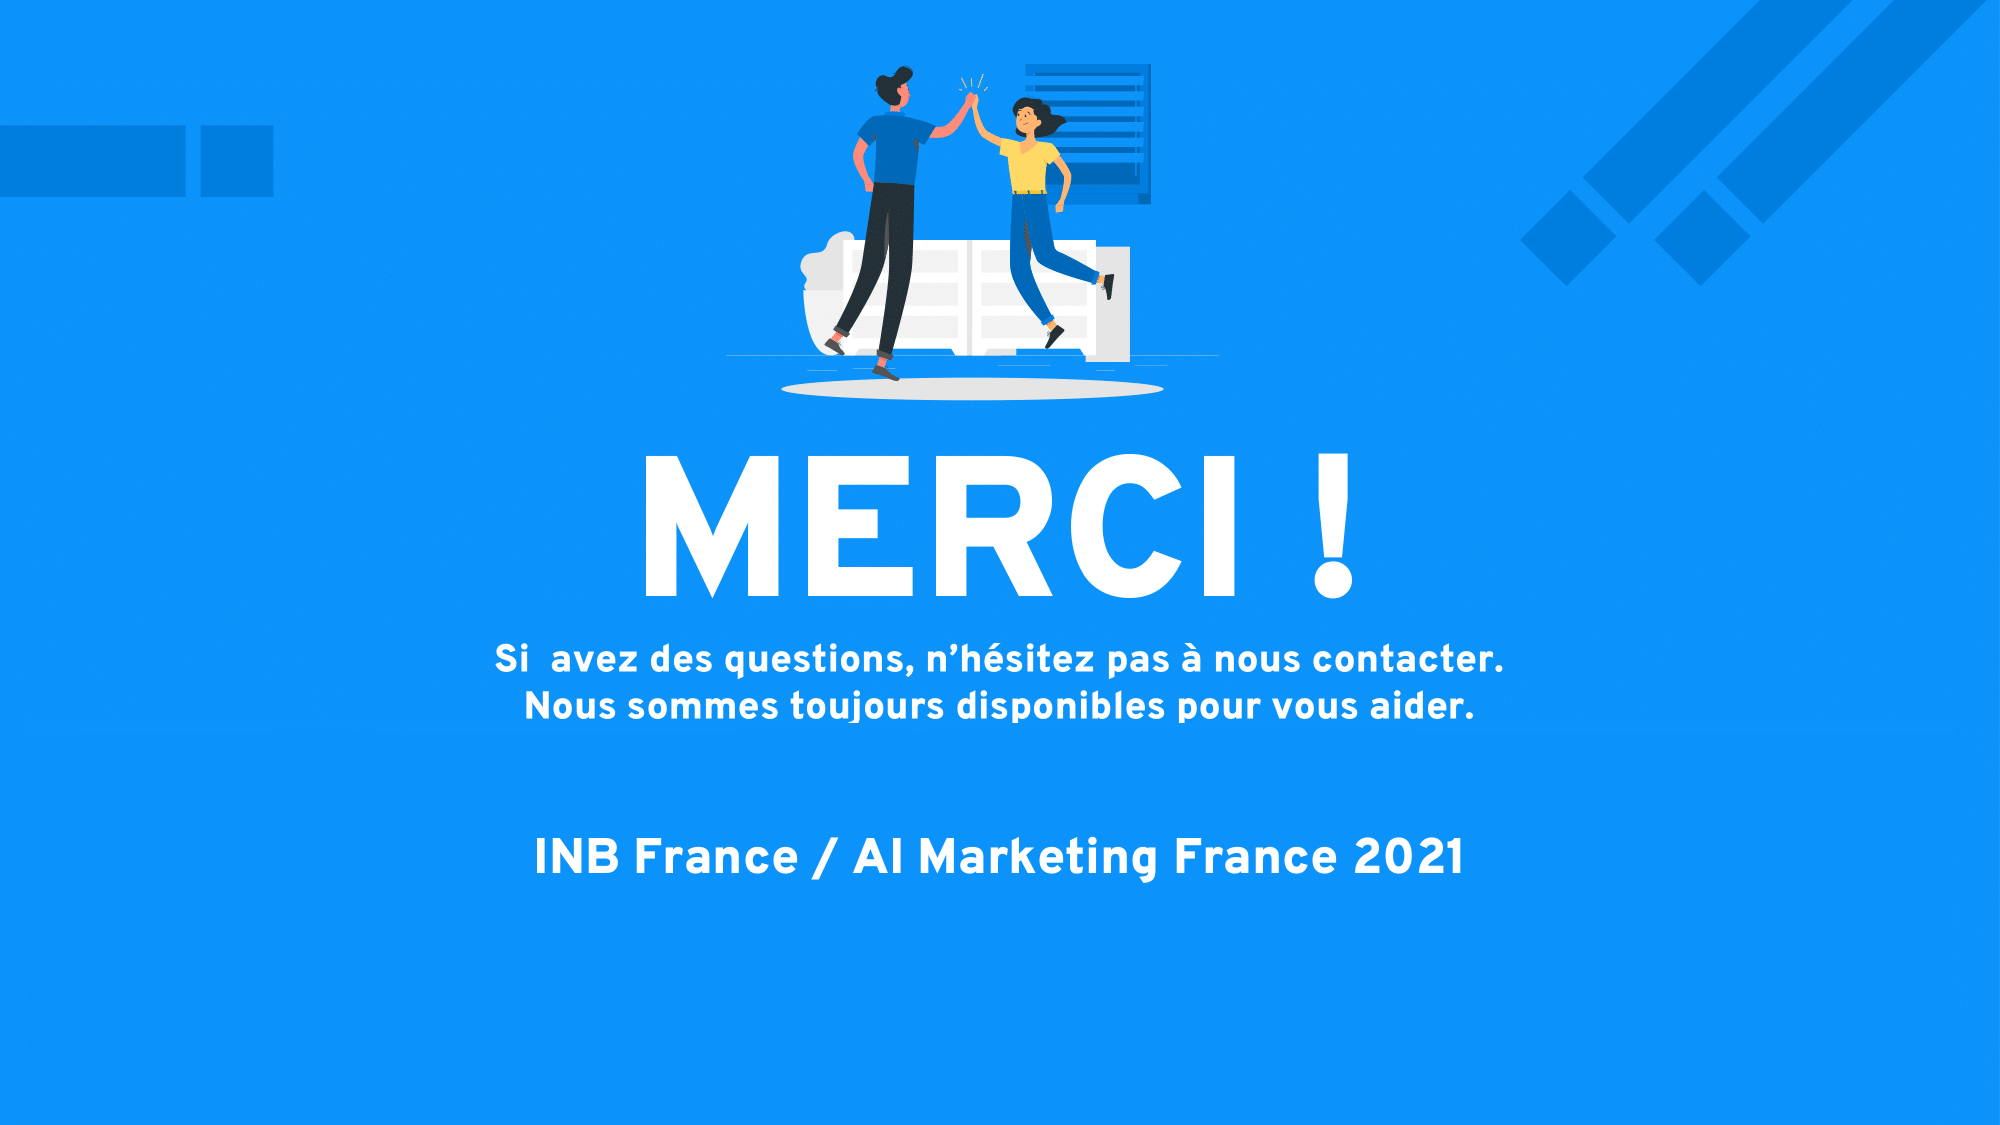 MERCI !
Si  avez des questions, n’hésitez pas à nous contacter.
Nous sommes toujours disponibles pour vous aider.
INB France / AI Marketing France 2021